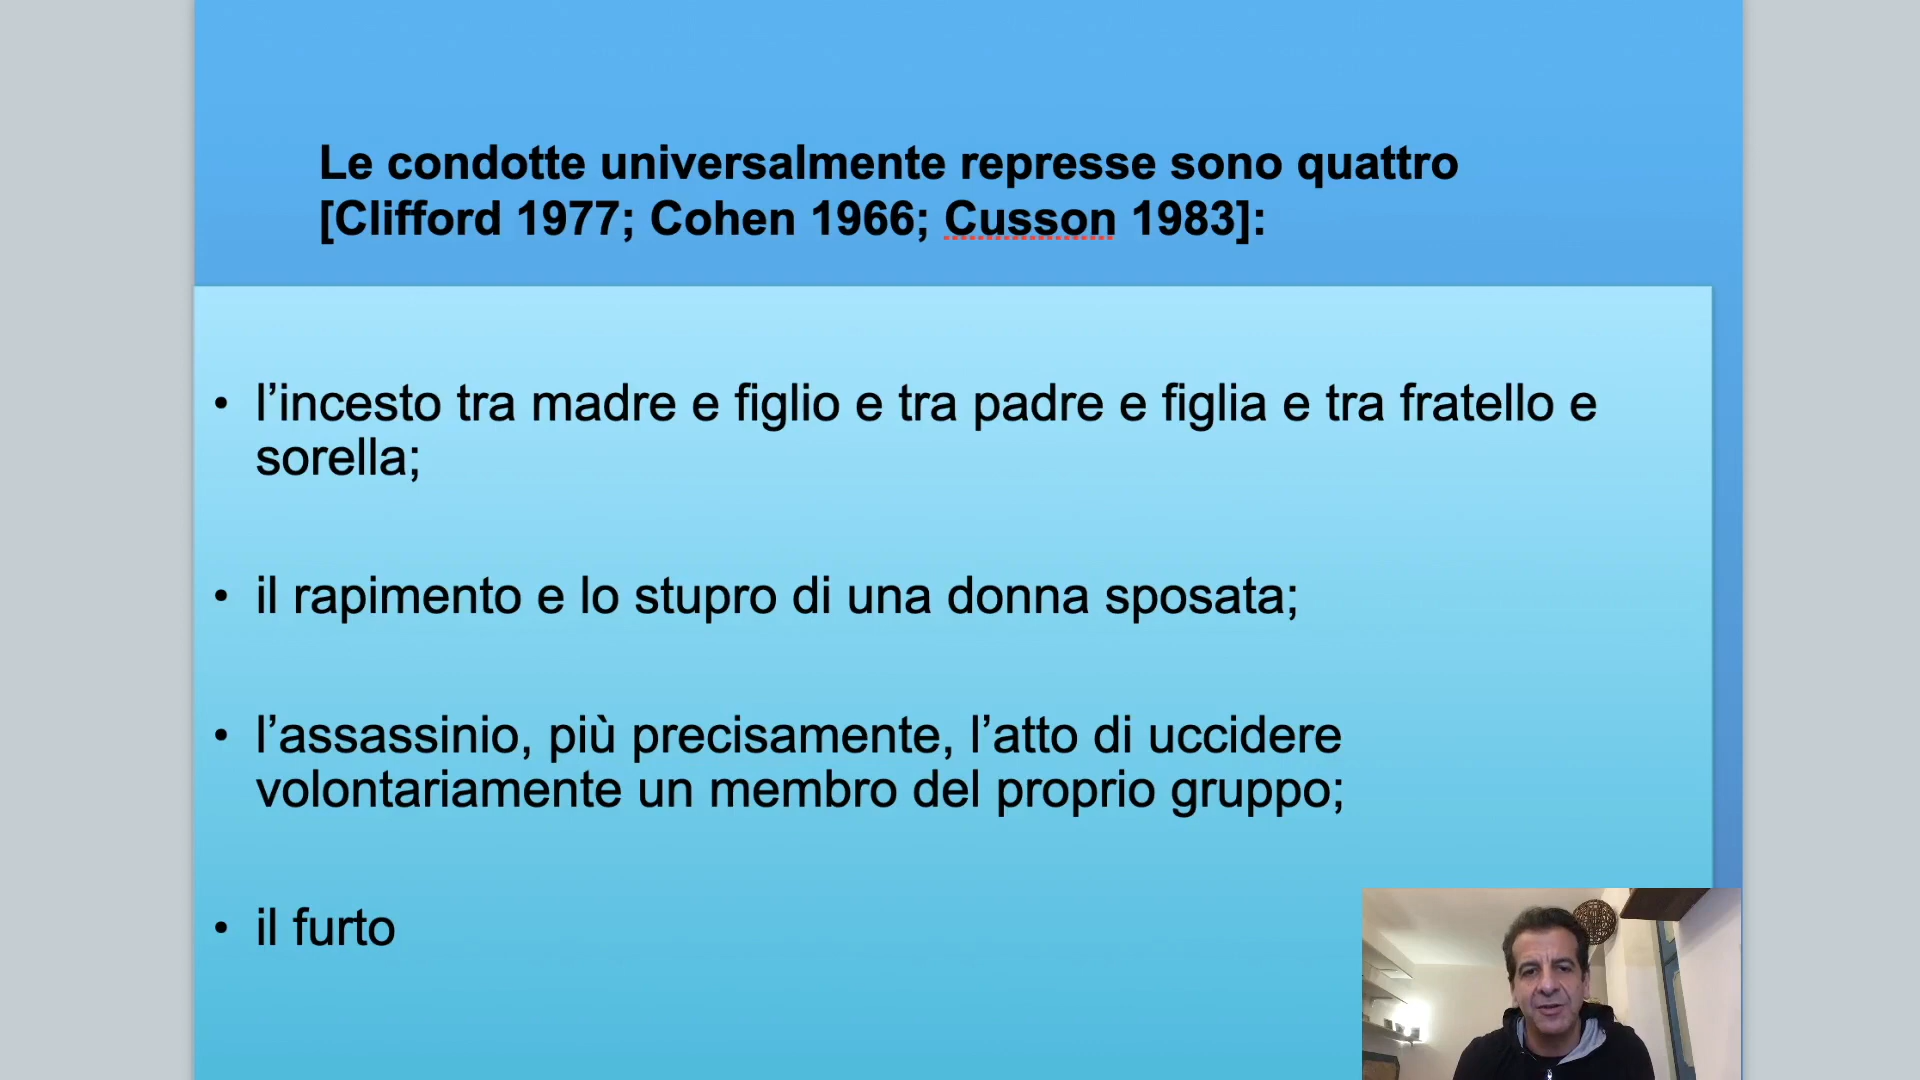 Le condotte universalmente represse sono quattro
[Clifford 1977; Cohen 1966; Cusson 1983]:
• l’incesto tra madre e figlio e tra padre e figlia e tra fratello e
sorella;
• il rapimento e lo stupro di una donna sposata;
• l’assassinio, più precisamente, l’atto di uccidere
volontariamente un membro del proprio gruppo;
• il furto